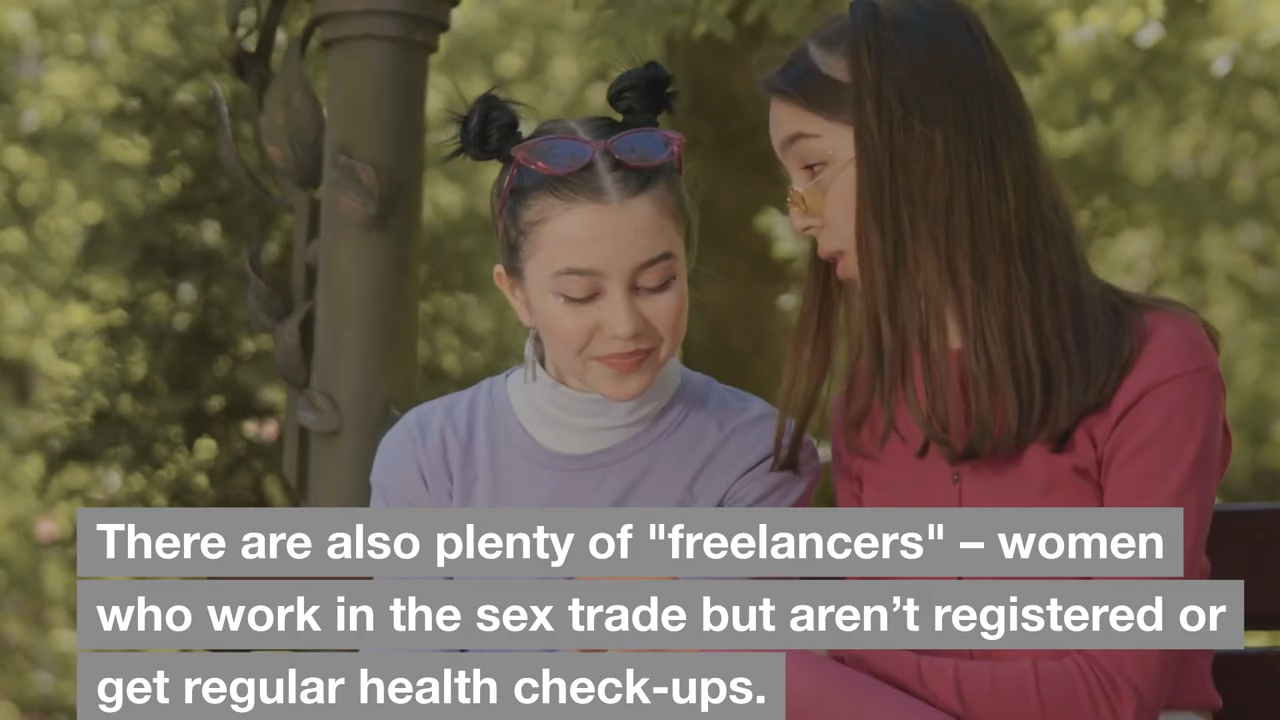 There are also plenty of "freelancers" – women
who work in the sex trade but aren’t registered or
get regular health check-ups.